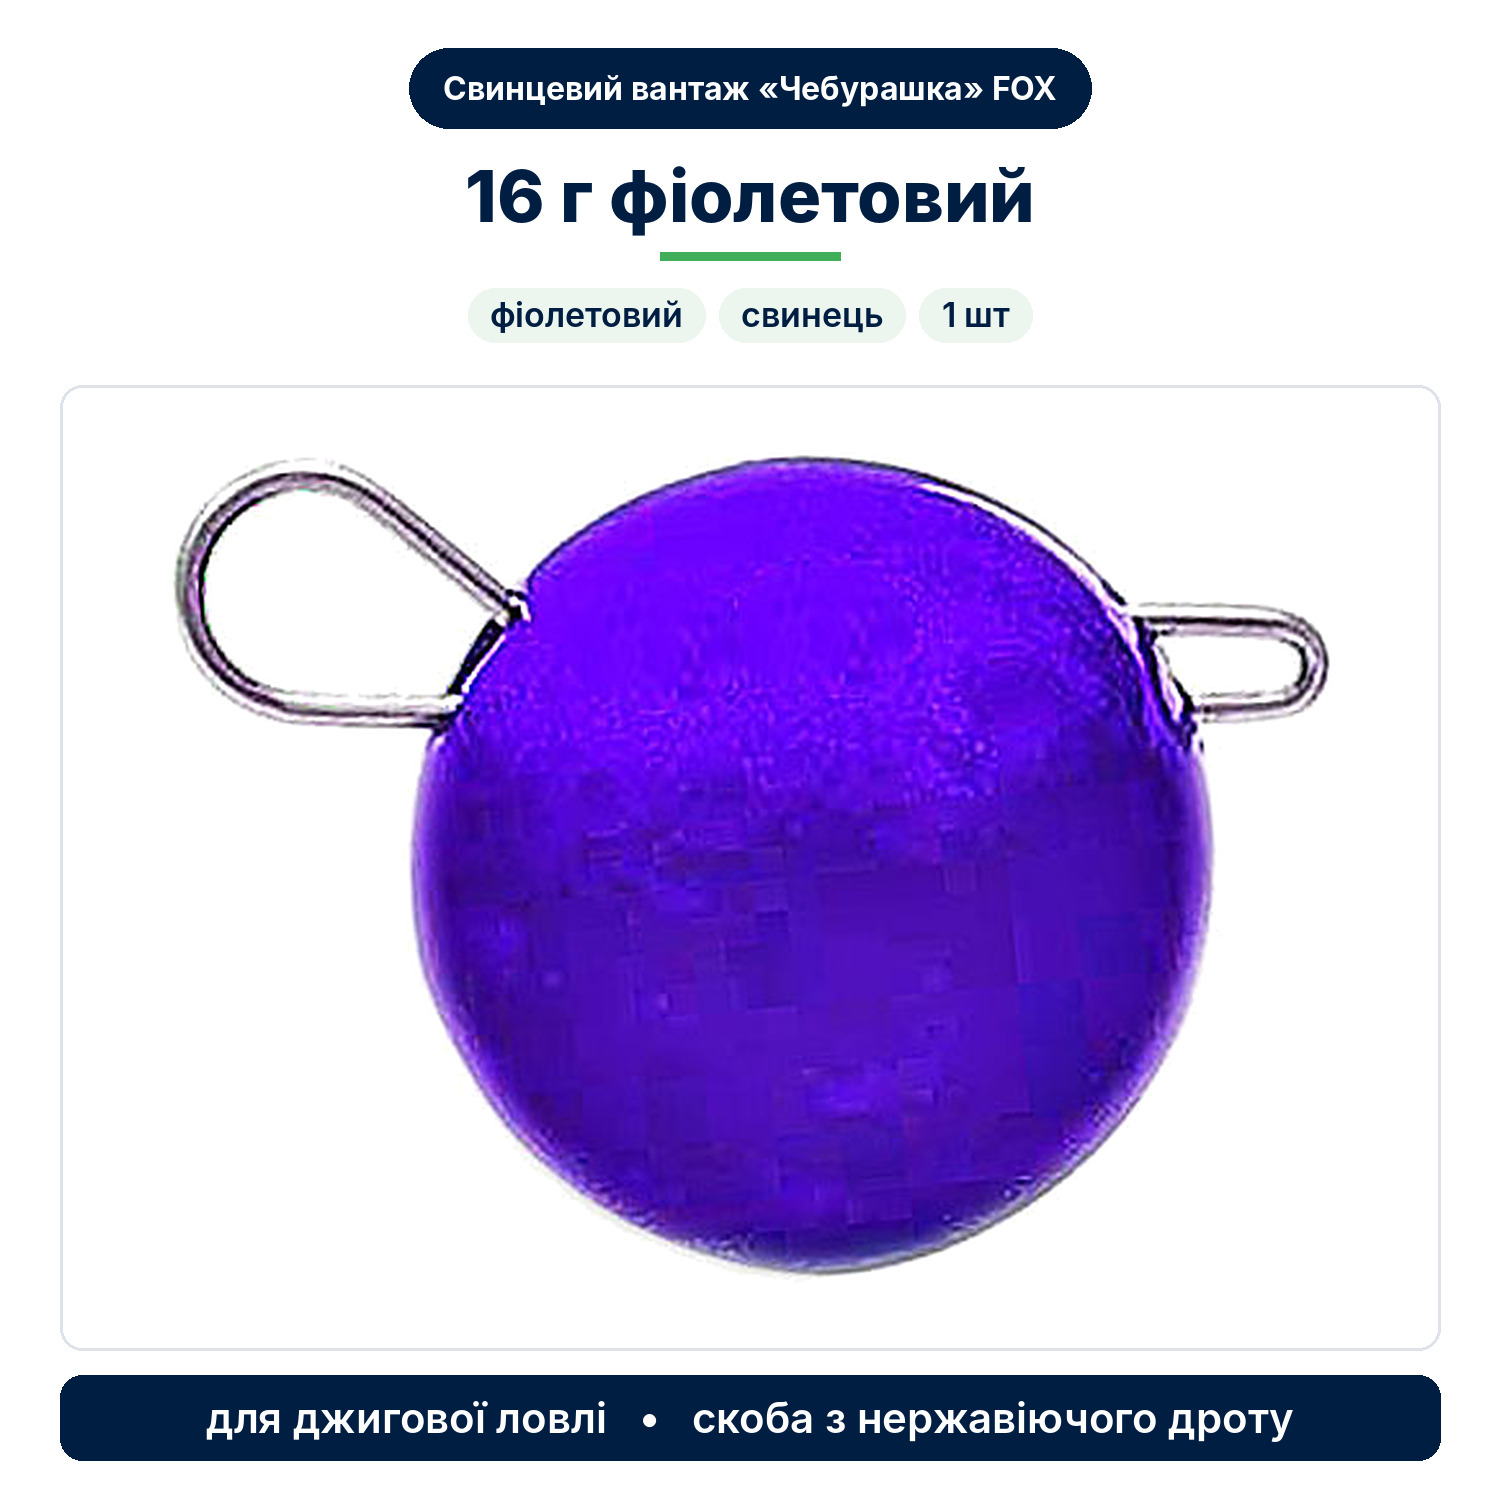 Свинцевий вантаж «Чебурашка» FOX
16 г фіолетовий
фіолетовий свинець 1 шт
для джигової ловлі • скоба з нержавіючого дроту